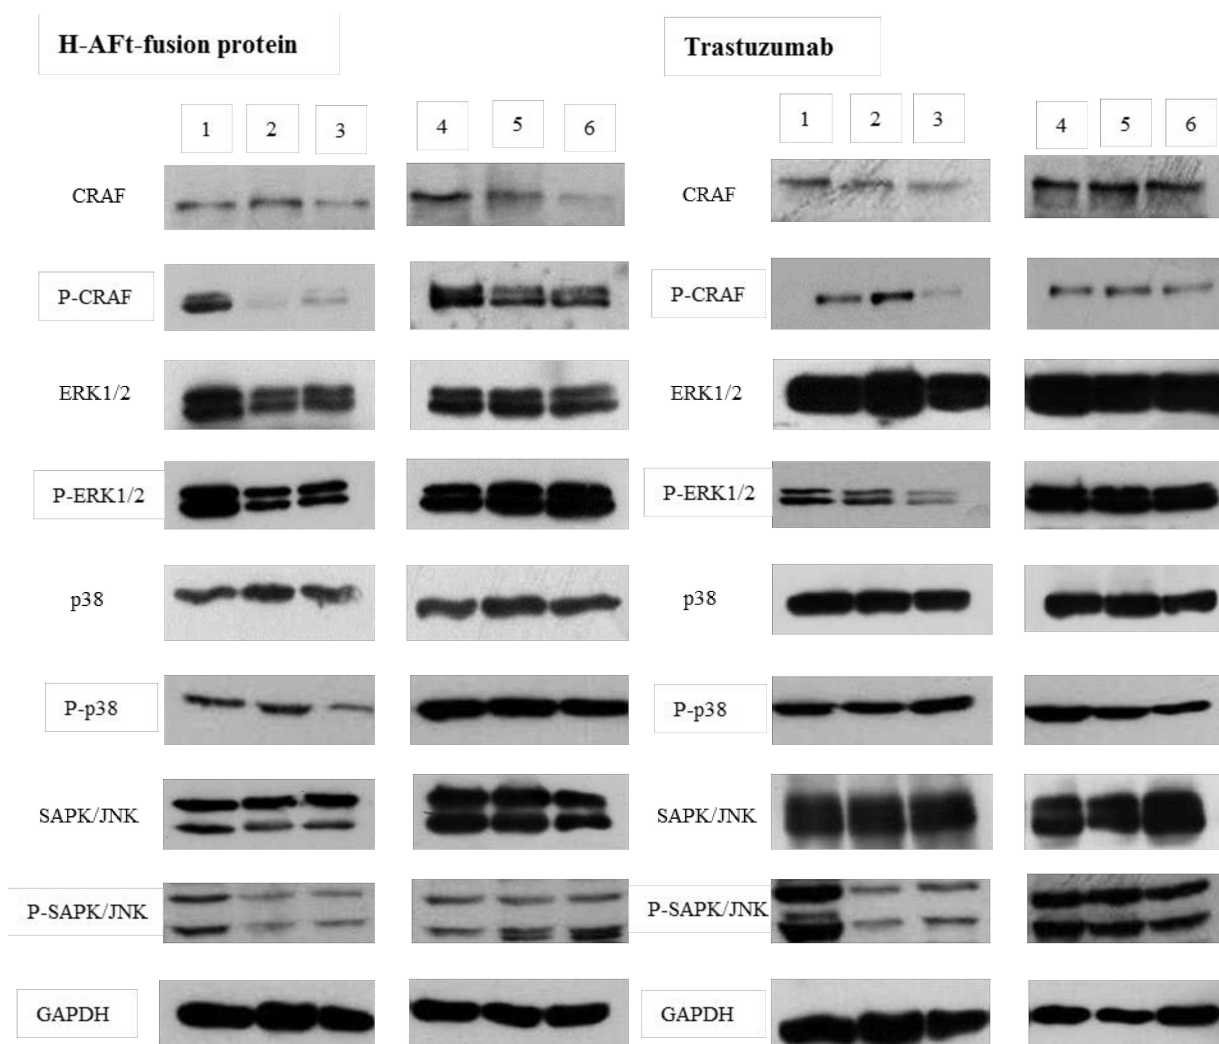 H-AFt-fusion protein
1 2 3 4 5 6
CRAF
P-CRAF
ERK1/2
P-ERK1/2
p38
P-p38
SAPK/JNK
P-SAPK/JNK
GAPDH
Trastuzumab
1 2 3 4 5 6
CRAF
P-CRAF
ERK1/2
P-ERK1/2
p38
P-p38
SAPK/JNK
P-SAPK/JNK
GAPDH